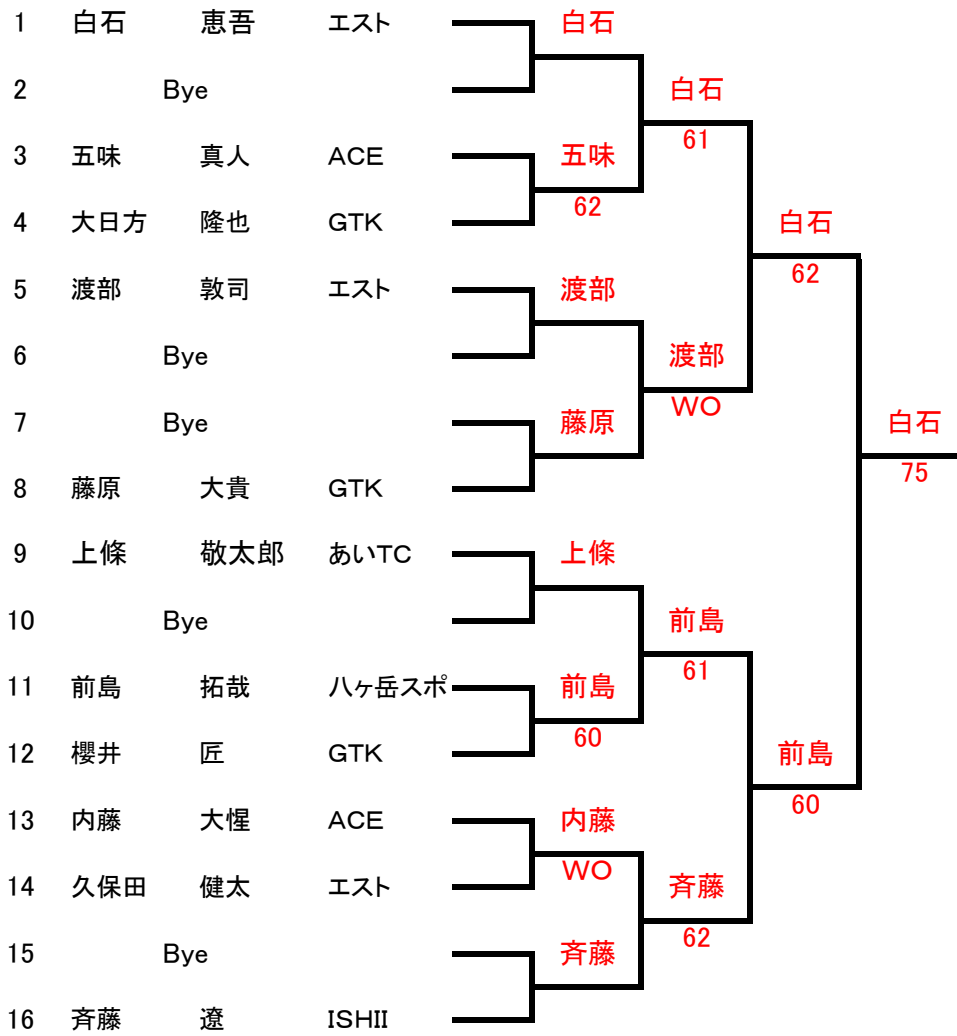 1 白石 恵吾 エスト 白石
2 Bye 白石
61
3 五味 真人 ACE 五味
62
4 大日方 隆也 GTK 白石
62
5 渡部 敦司 エスト 渡部
6 Bye 渡部
WO
7 Bye 藤原 白石
75
8 藤原 大貴 GTK
9 上條 敬太郎 あいTC 上條
10 Bye 前島
61
11 前島 拓哉 八ヶ岳スポ 前島
60
12 櫻井 匠 GTK 前島
60
13 内藤 大惺 ACE 内藤
WO
14 久保田 健太 エスト 斉藤
62
15 Bye 斉藤
16 斉藤 遼 ISHII